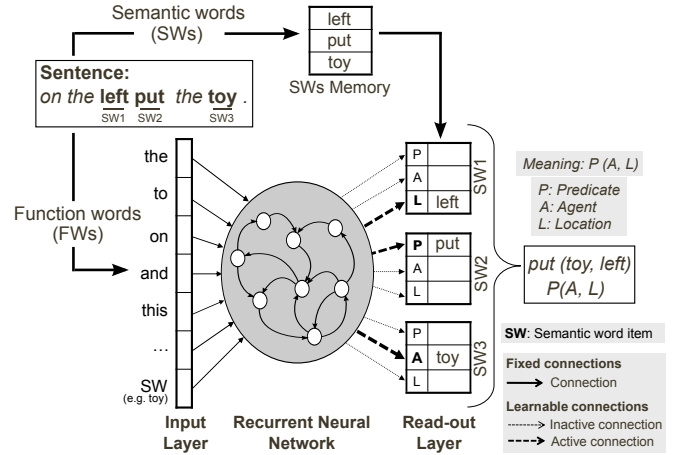 Semantic words
(SWs)
left
put
toy
SWs Memory
Sentence:
on the left put the toy .
SW1 SW2 SW3
Function words
(FWs)
the
to
on
and
this
...
SW
(e.g. toy)
Input
Layer
Recurrent Neural
Network
P
A
L left
SW1
P put
A
L
SW2
P
A toy
L
SW3
Read-out
Layer
Meaning: P (A, L)
P: Predicate
A: Agent
L: Location
put (toy, left)
P(A, L)
SW: Semantic word item
Fixed connections
Connection
Learnable connections
Inactive connection
Active connection